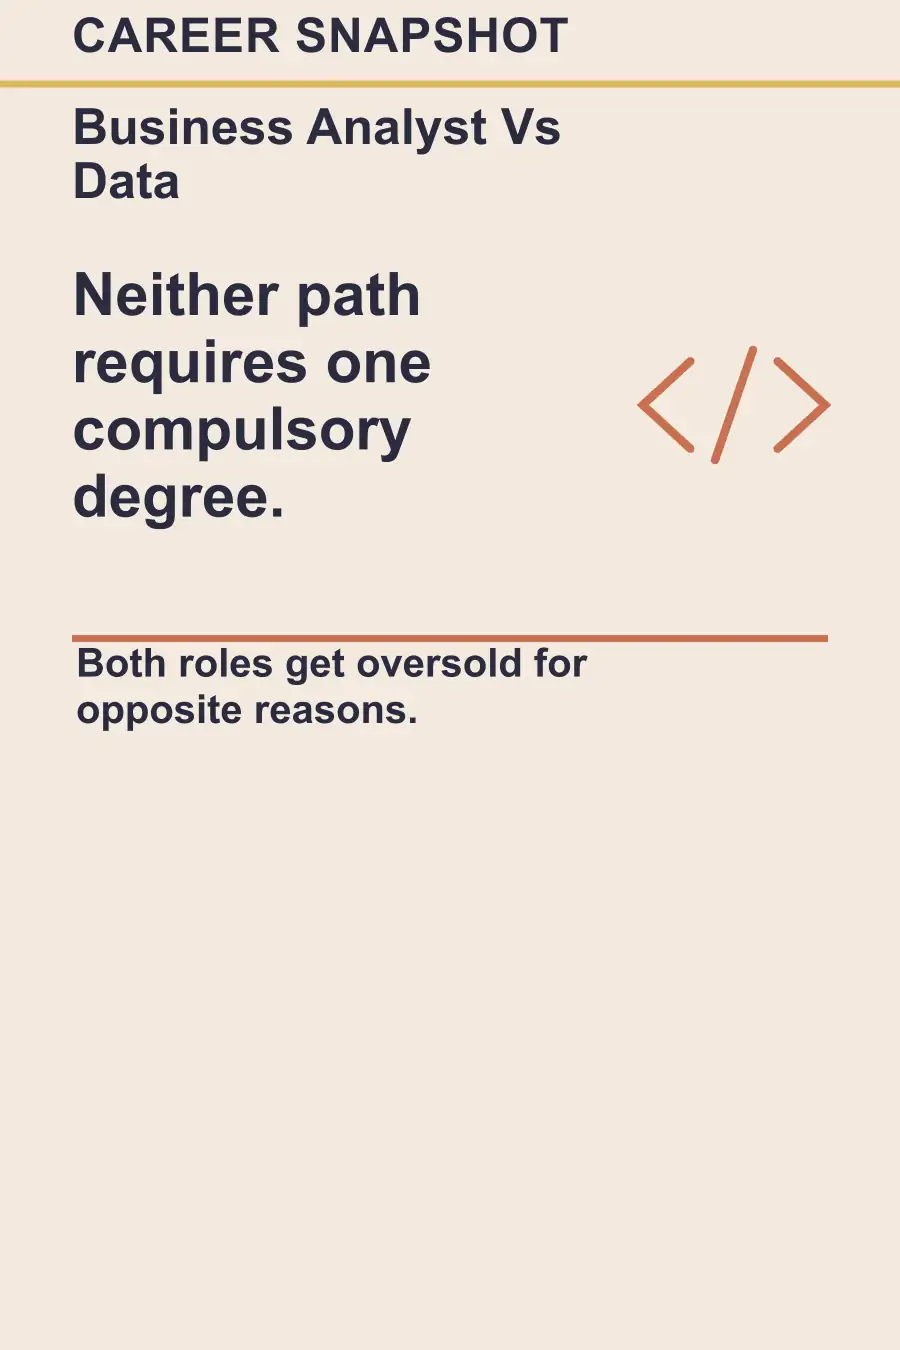 CAREER SNAPSHOT
Business Analyst Vs
Data
Neither path
requires one
compulsory
degree.
Both roles get oversold for
opposite reasons.